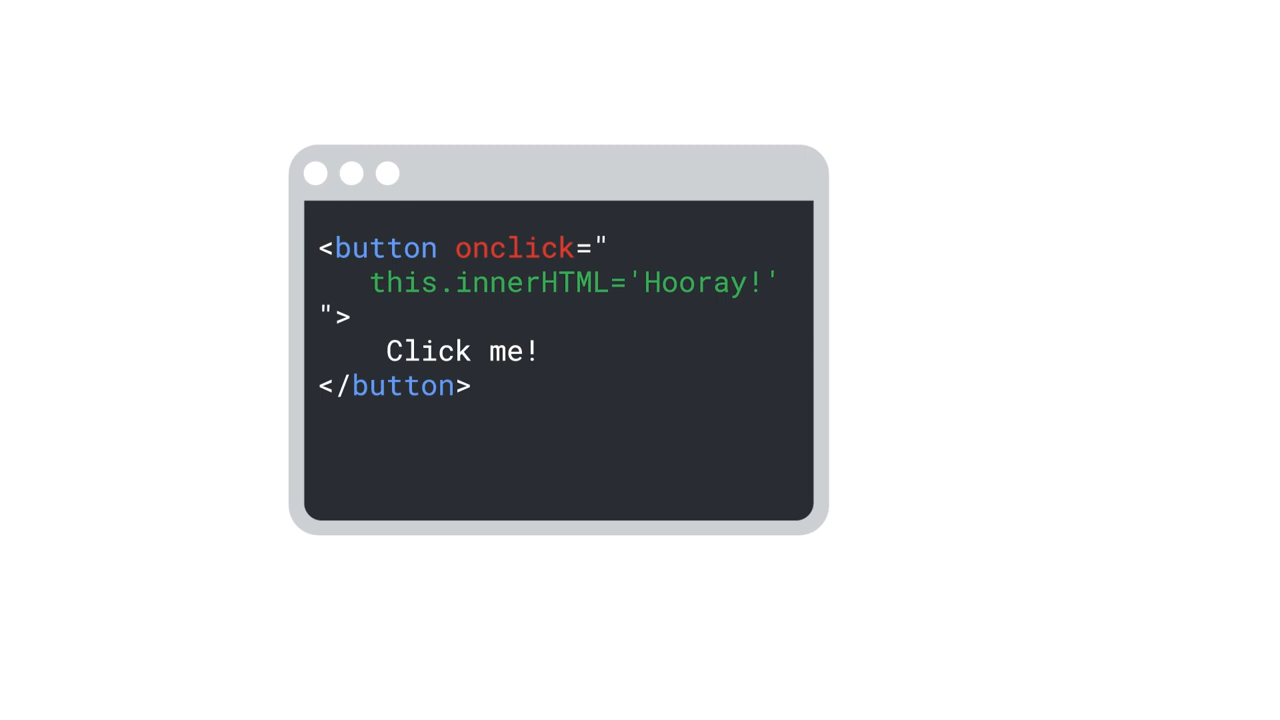 <button onclick="
this.innerHTML='Hooray!'
">
Click me!
</button>